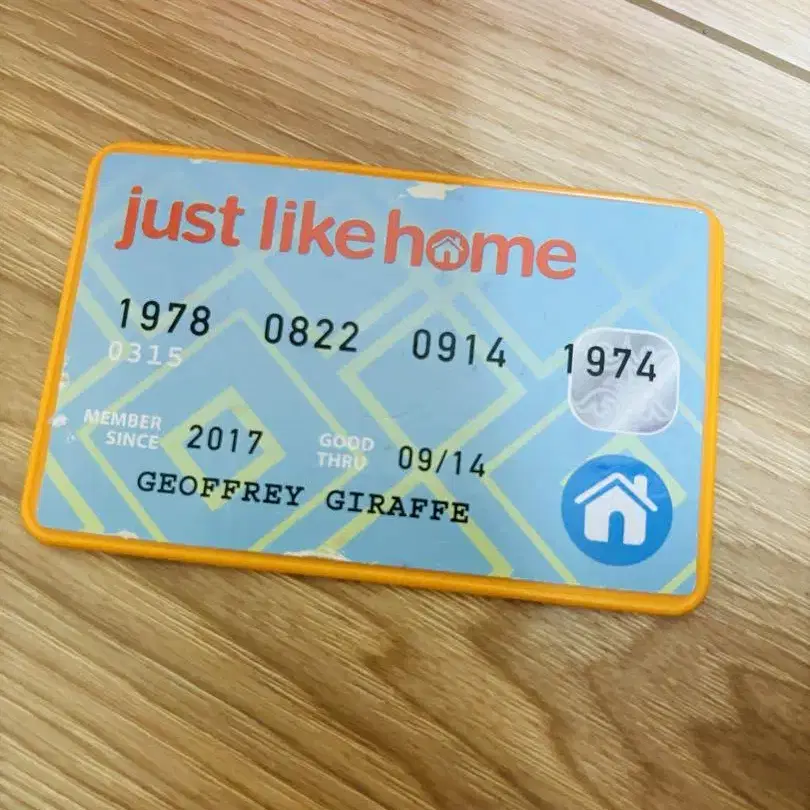 just like home
1978 0822 0914 1974
0315
MEMBER SINCE 2017 GOOD THRU 09/14
GEOFFREY GIRAFFE